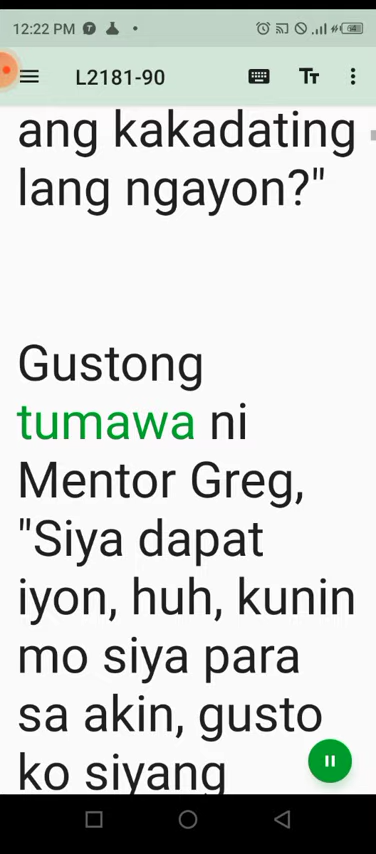 12:22 PM
L2181-90
ang kakadating
lang ngayon?"
Gustong
tumawa ni
Mentor Greg,
"Siya dapat
iyon, huh, kunin
mo siya para
sa akin, gusto
ko siyang